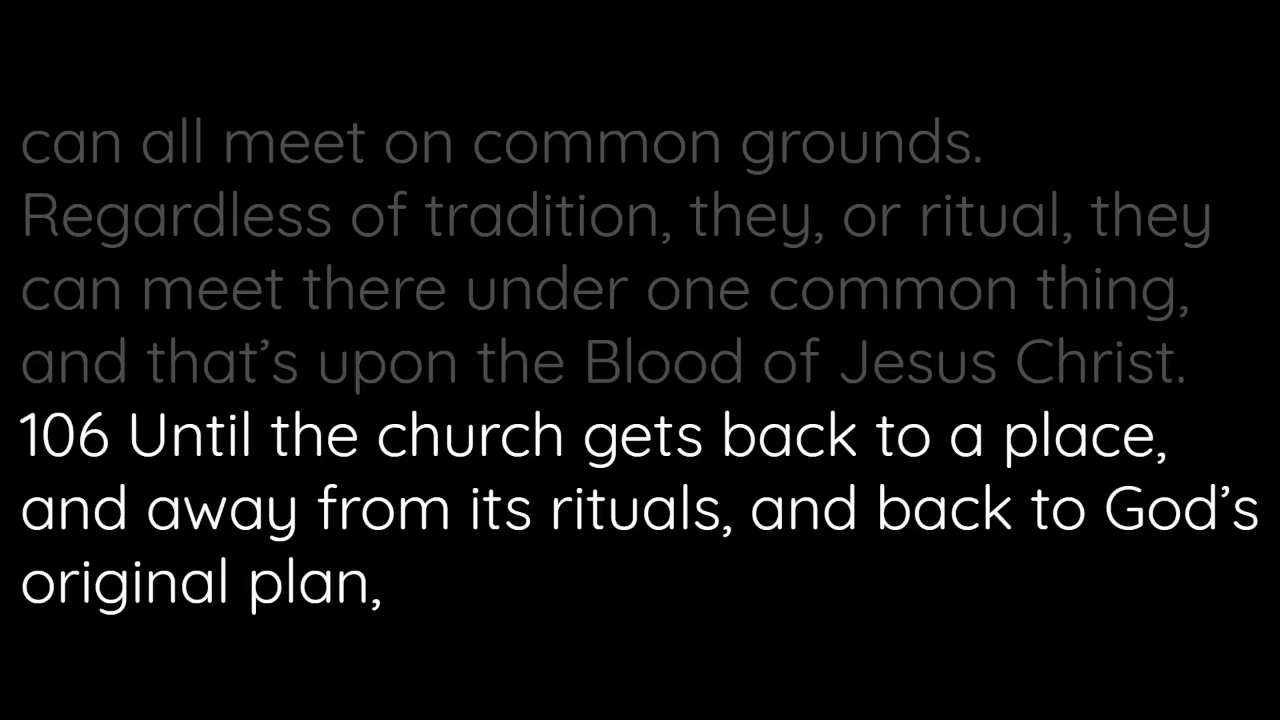 can all meet on common grounds.
Regardless of tradition, they, or ritual, they
can meet there under one common thing,
and that’s upon the Blood of Jesus Christ.
106 Until the church gets back to a place,
and away from its rituals, and back to God’s
original plan,